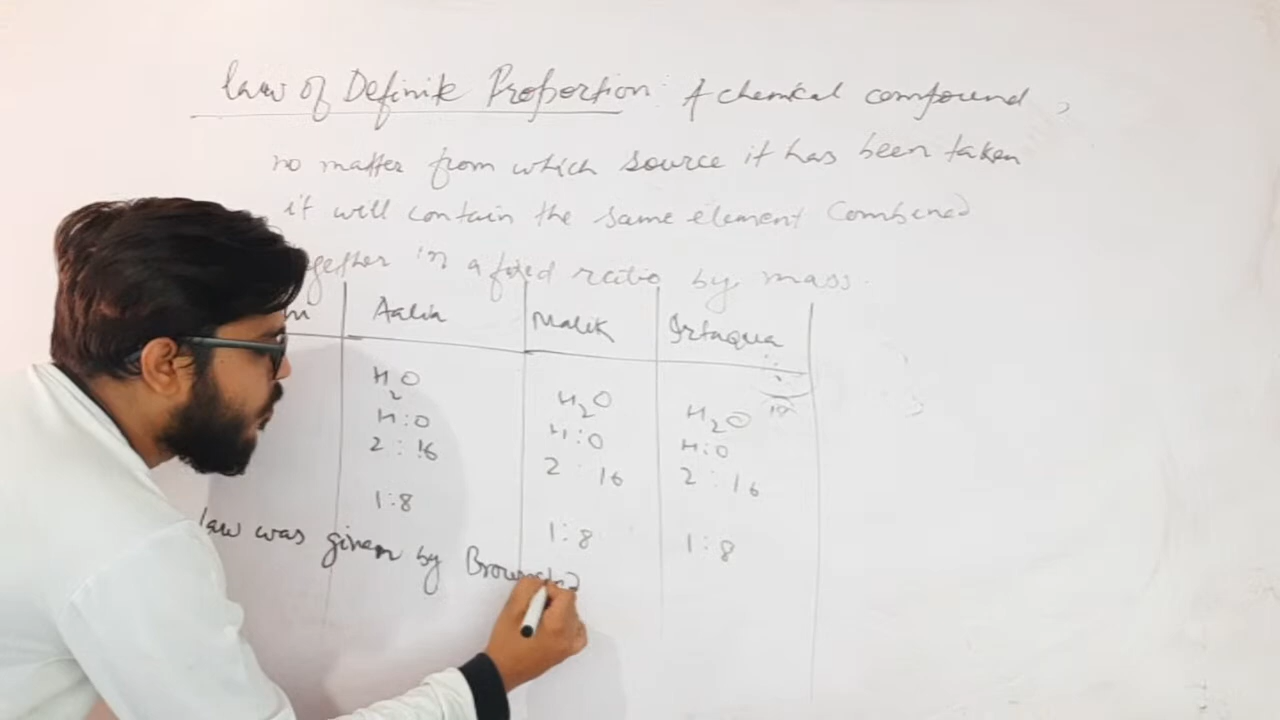 Law of Definite Proportion: A chemical compound,
no matter from which source it has been taken
it will contain the same element Combined
gether in a fixed ratio by mass.
Aalia Malik Irtaqua
H2O H2O H2O
H:O H:O H:O
2 : 16 2 : 16 2 : 16
1:8 1:8 1:8
law was given by